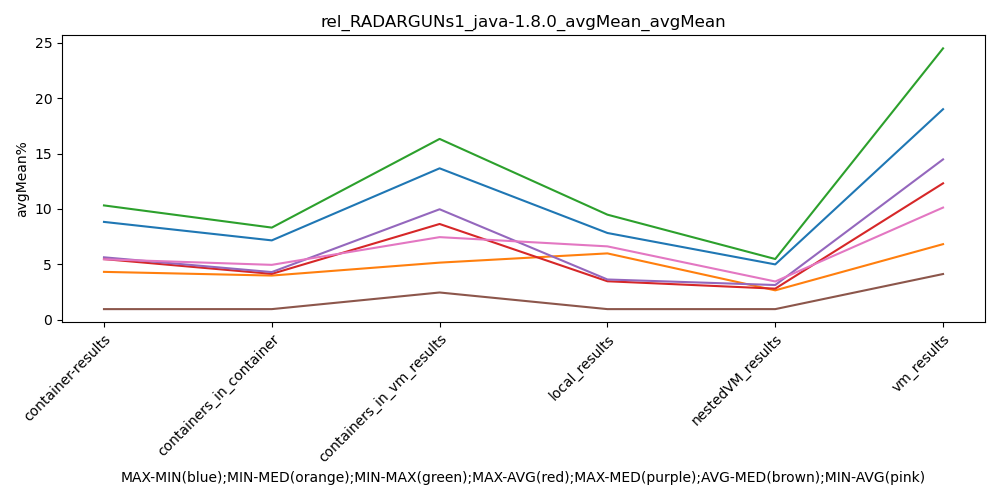 rel_RADARGUNs1_java-1.8.0_avgMean_avgMean
25
20
15
10
5
0
avgMean%
container-results
containers_in_container
containers_in_vm_results
local_results
nestedVM_results
vm_results
MAX-MIN(blue);MIN-MED(orange);MIN-MAX(green);MAX-AVG(red);MAX-MED(purple);AVG-MED(brown);MIN-AVG(pink)